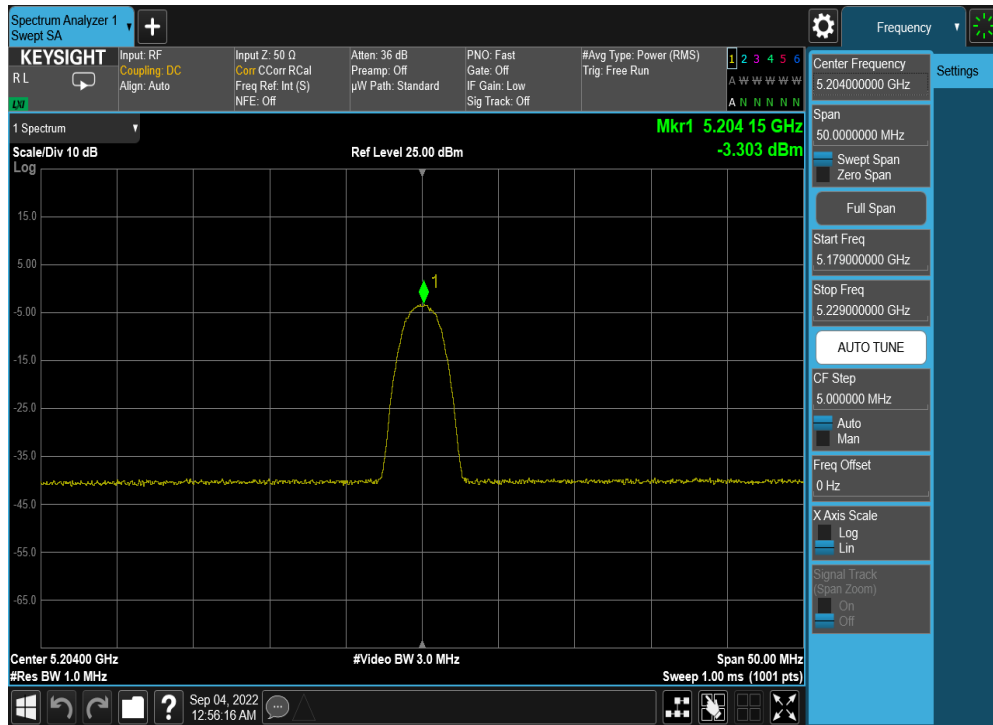 Spectrum Analyzer 1
Swept SA
Frequency
KEYSIGHT
R L
LXI
Input: RF
Coupling: DC
Align: Auto
Input Z: 50 Ω
Corr CCorr RCal
Freq Ref: Int (S)
NFE: Off
Atten: 36 dB
Preamp: Off
µW Path: Standard
PNO: Fast
Gate: Off
IF Gain: Low
Sig Track: Off
#Avg Type: Power (RMS)
Trig: Free Run
1 2 3 4 5 6
A W W W W W
A N N N N N
1 Spectrum
Mkr1 5.204 15 GHz
Scale/Div 10 dB
Ref Level 25.00 dBm
-3.303 dBm
Log
15.0
5.00
-5.00
-15.0
-25.0
-35.0
-45.0
-55.0
-65.0
1
Center 5.20400 GHz
#Video BW 3.0 MHz
Span 50.00 MHz
#Res BW 1.0 MHz
Sweep 1.00 ms (1001 pts)
Center Frequency
5.204000000 GHz
Span
50.0000000 MHz
Swept Span
Zero Span
Full Span
Start Freq
5.179000000 GHz
Stop Freq
5.229000000 GHz
AUTO TUNE
CF Step
5.000000 MHz
Auto
Man
Freq Offset
0 Hz
X Axis Scale
Log
Lin
Signal Track
(Span Zoom)
On
Off
Settings
?
Sep 04, 2022
12:56:16 AM